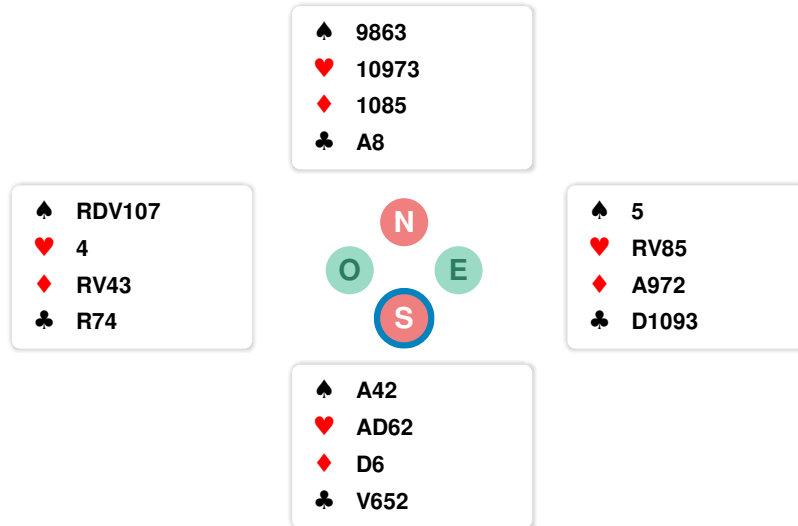 ♠ 9863
♥ 10973
♦ 1085
♣ A8
♠ RDV107
♥ 4
♦ RV43
♣ R74
N
O E
S
♠ 5
♥ RV85
♦ A972
♣ D1093
♠ A42
♥ AD62
♦ D6
♣ V652